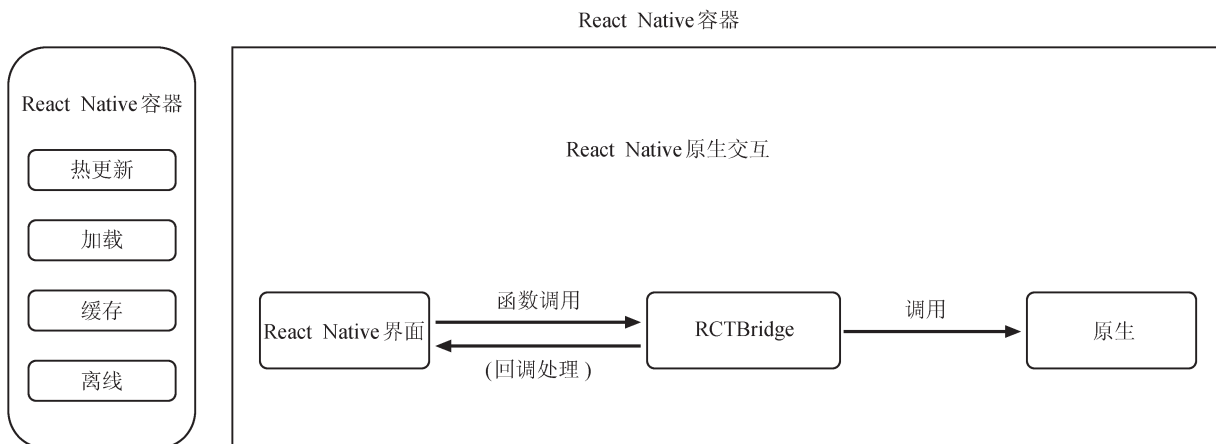 React Native容器
React Native容器
热更新
加载
缓存
离线
React Native原生交互
React Native界面
函数调用
(回调处理)
RCTBridge
调用
原生